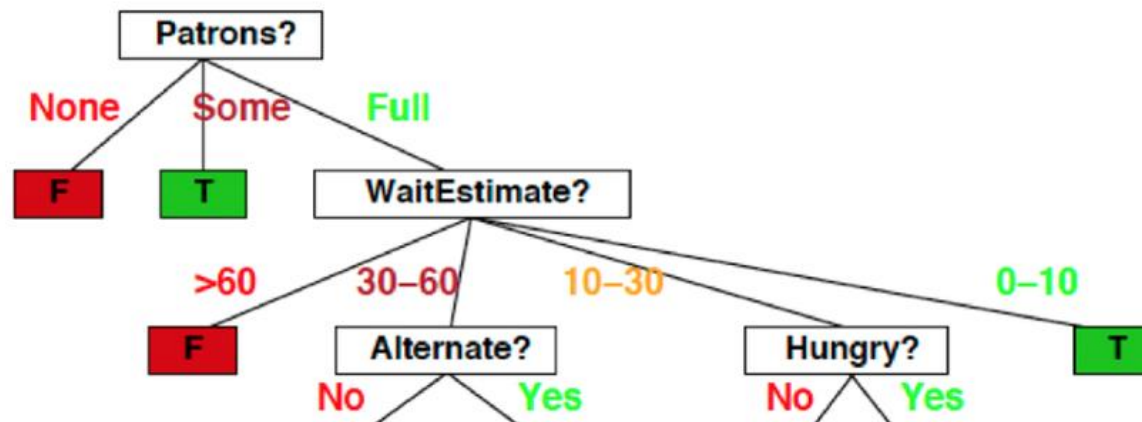 Patrons?
None Some Full
F T WaitEstimate?
>60 30–60 10–30 0–10
F Alternate? Hungry? T
No Yes No Yes